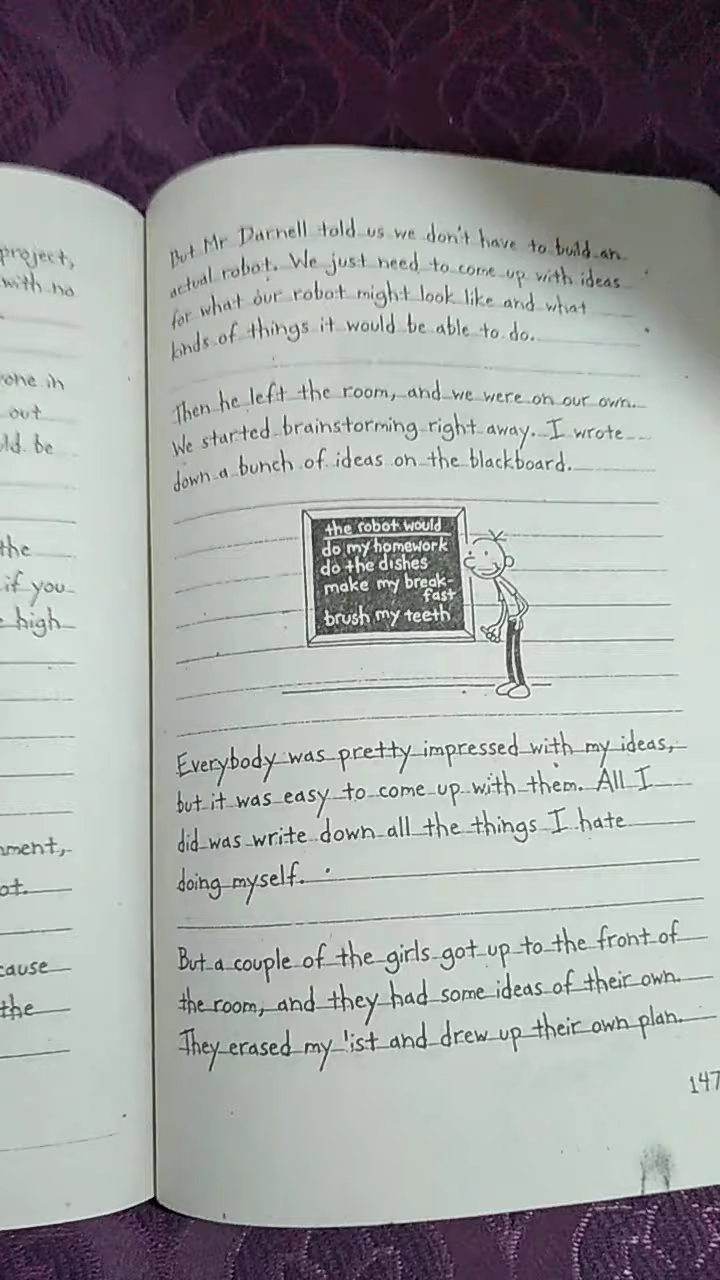 project,
with no
one in
out
ld be
the
if you
high
ment,
ot.
cause
the
But Mr Darnell told us we don't have to build an
actual robot. We just need to come up with ideas
for what our robot might look like and what
kinds of things it would be able to do.
Then he left the room, and we were on our own.
We started brainstorming right away. I wrote
down a bunch of ideas on the blackboard.
the robot would
do my homework
do the dishes
make my break-
fast
brush my teeth
Everybody was pretty impressed with my ideas,
but it was easy to come up with them. All I
did was write down all the things I hate
doing myself.
But a couple of the girls got up to the front of
the room, and they had some ideas of their own.
They erased my 'ist and drew up their own plan.
147